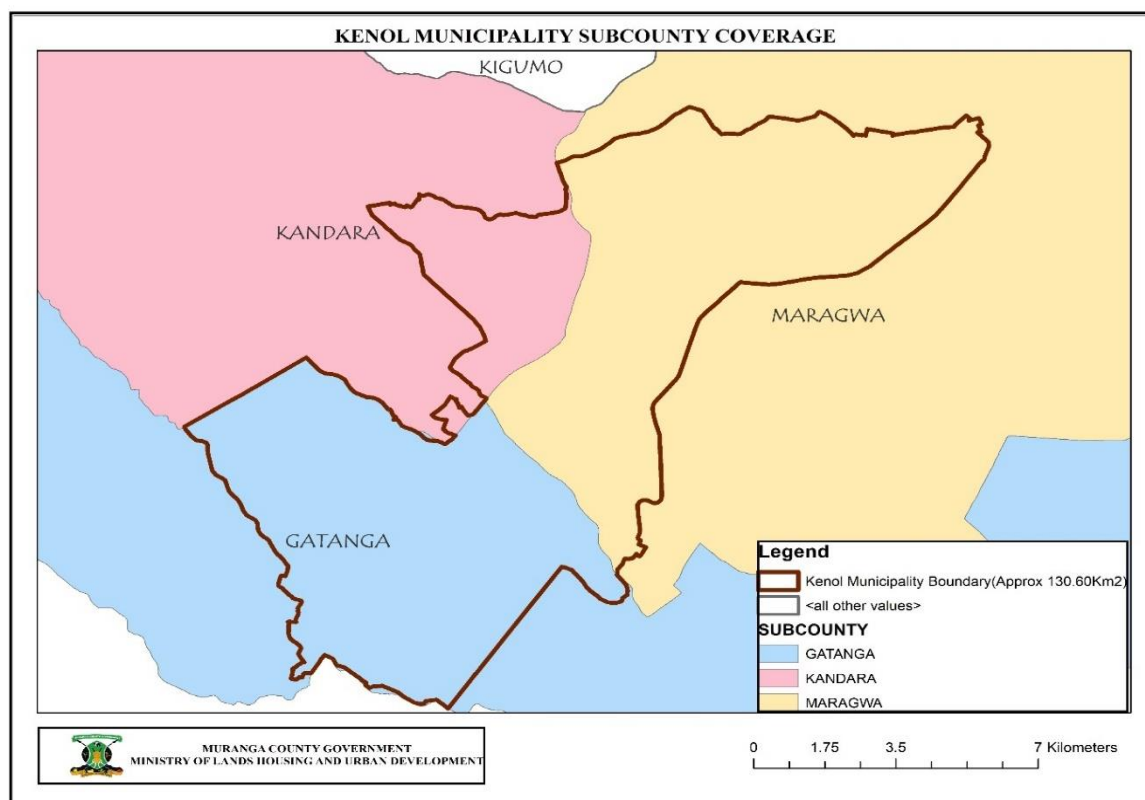 KENOL MUNICIPALITY SUBCOUNTY COVERAGE
KIGUMO
KANDARA
MARAGWA
GATANGA
Legend
Kenol Municipality Boundary(Approx 130.60Km2)
<all other values>
SUBCOUNTY
GATANGA
KANDARA
MARAGWA
MURANGA COUNTY GOVERNMENT
MINISTRY OF LANDS HOUSING AND URBAN DEVELOPMENT
0 1.75 3.5 7 Kilometers